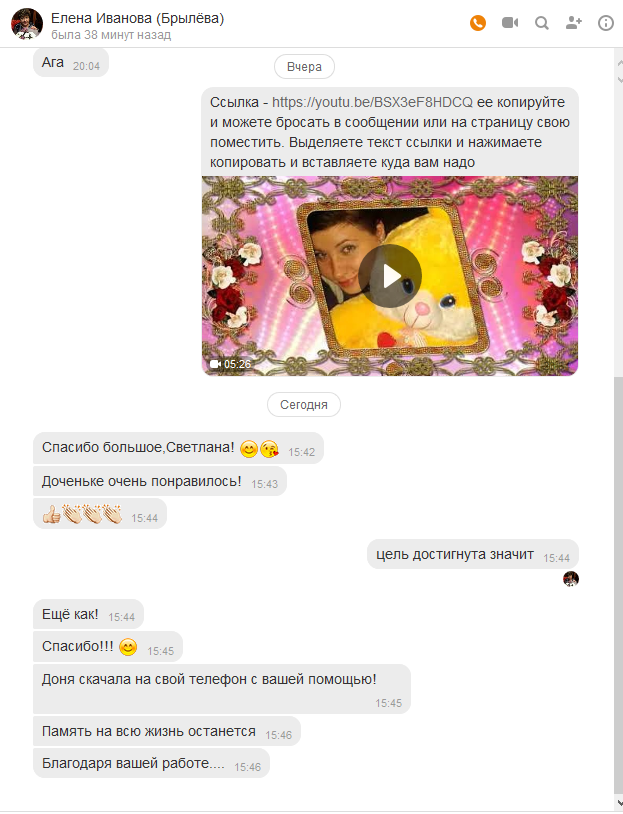 Елена Иванова (Брылёва)
была 38 минут назад
Ага 20:04
Вчера
Ссылка - https://youtu.be/BSX3eF8HDCQ ее копируйте
и можете бросать в сообщении или на страницу свою
поместить. Выделяете текст ссылки и нажимаете
копировать и вставляете куда вам надо
05:26
Сегодня
Спасибо большое,Светлана! 😊😘 15:42
Доченьке очень понравилось! 15:43
👍👏👏👏 15:44
цель достигнута значит 15:44
Ещё как! 15:44
Спасибо!!! 😊 15:45
Доня скачала на свой телефон с вашей помощью!
15:45
Память на всю жизнь останется 15:46
Благодаря вашей работе.... 15:46